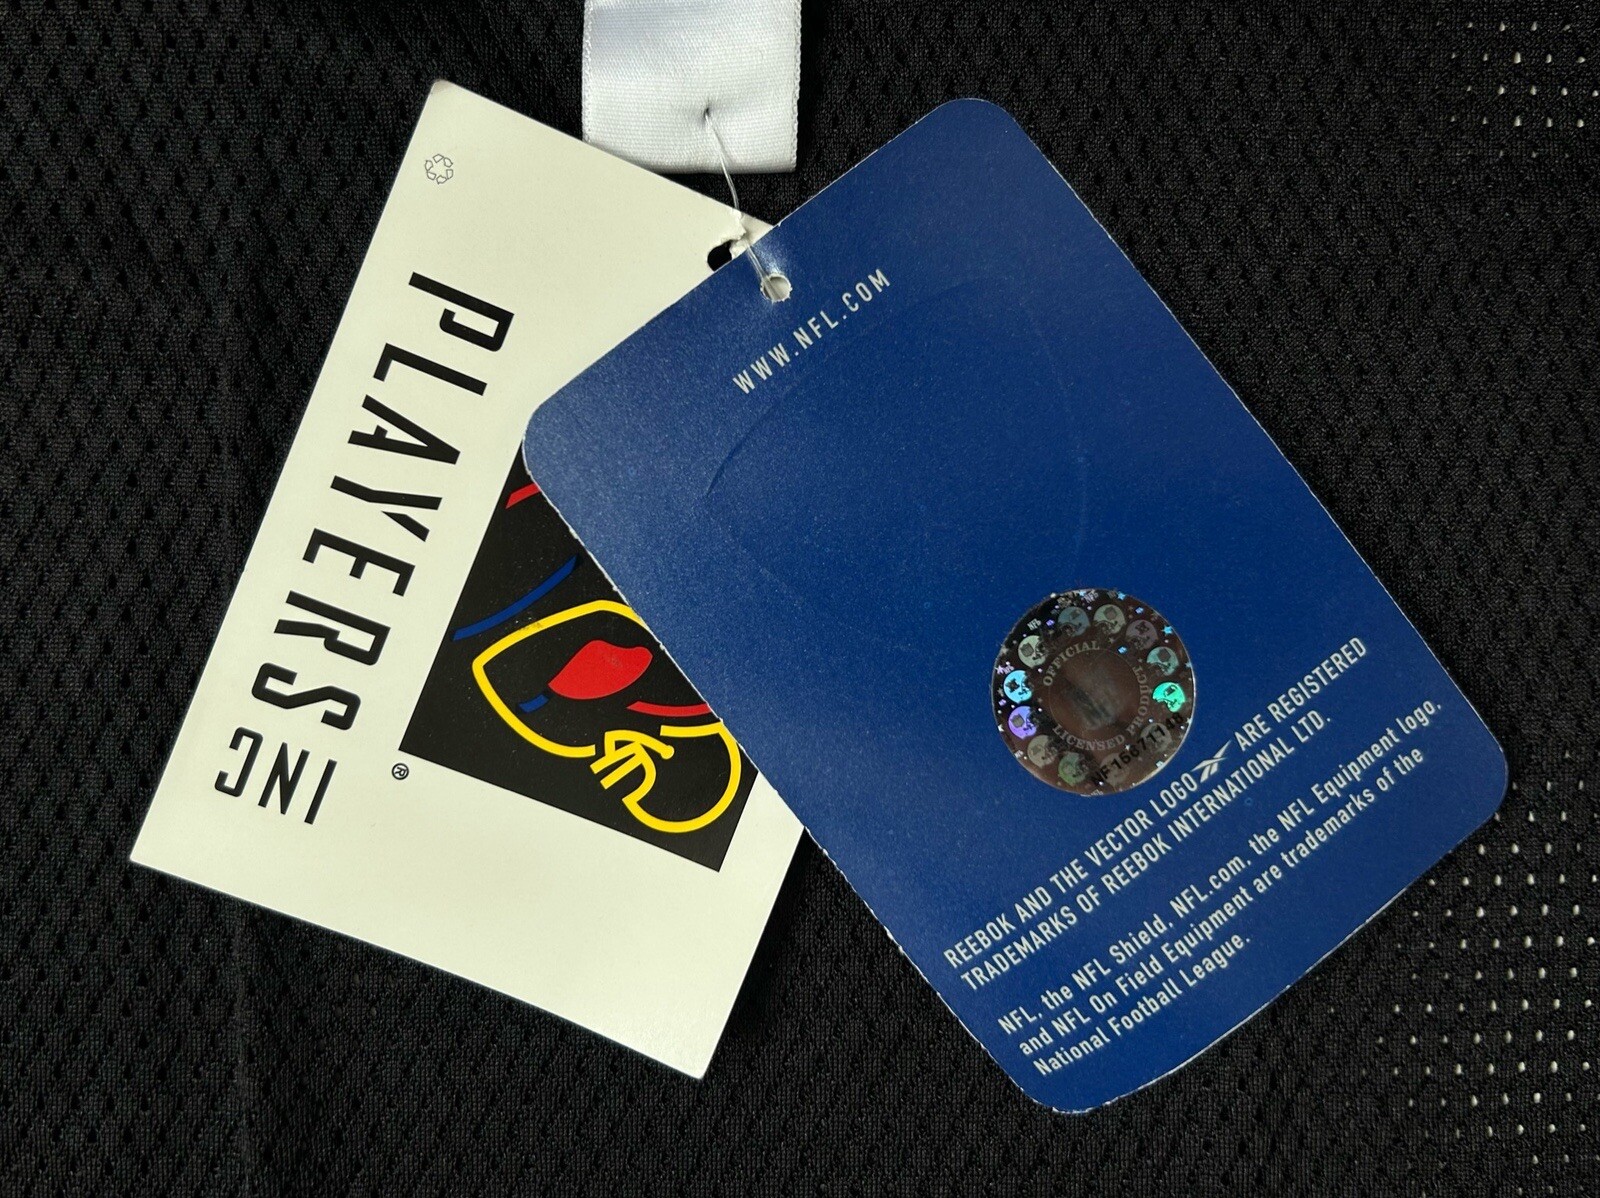 PLAYERS
INC
®
WWW.NFL.COM
NFL
OFFICIAL
LICENSED PRODUCT
REEBOK AND THE VECTOR LOGO ARE REGISTERED
TRADEMARKS OF REEBOK INTERNATIONAL LTD.
NFL, the NFL Shield, NFL.com, the NFL Equipment logo,
and NFL On Field Equipment are trademarks of the
National Football League.